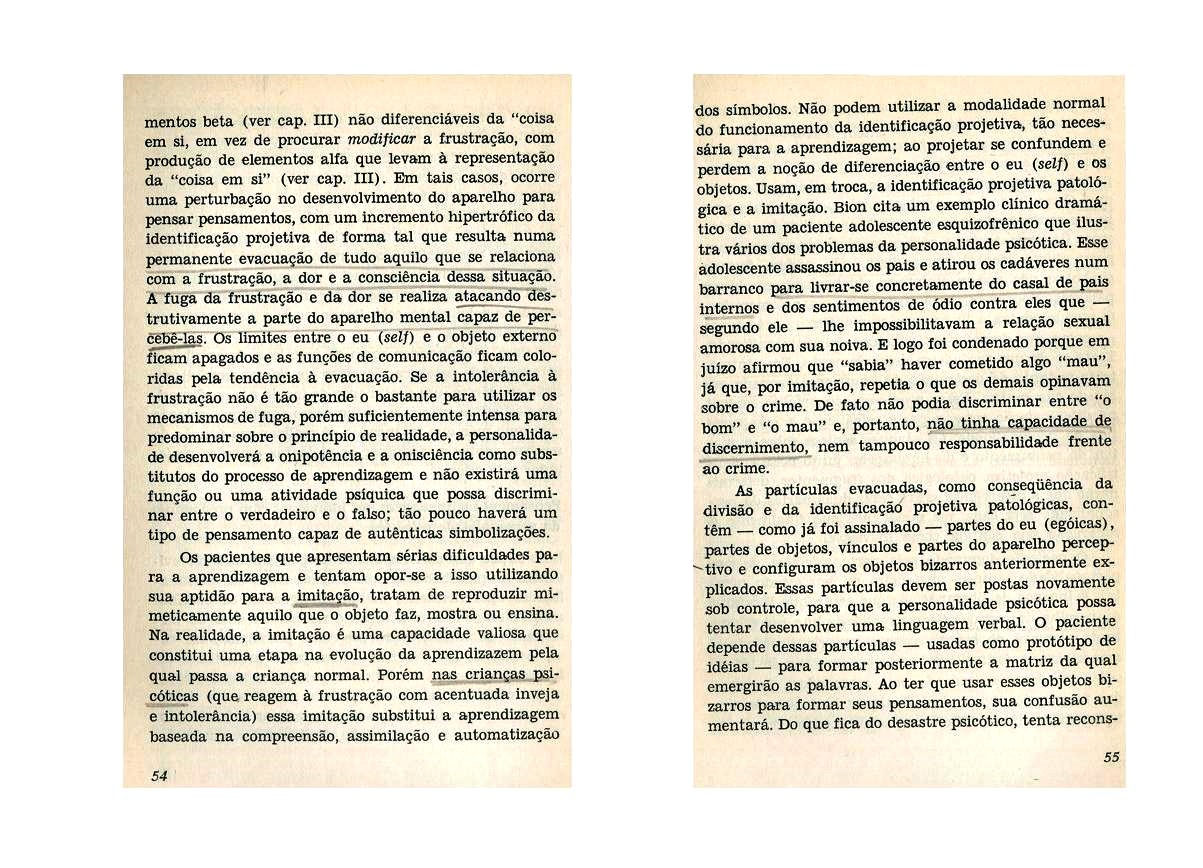 mentos beta (ver cap. III) não diferenciáveis da “coisa
em si, em vez de procurar modificar a frustração, com
produção de elementos alfa que levam à representação
da “coisa em si” (ver cap. III). Em tais casos, ocorre
uma perturbação no desenvolvimento do aparelho para
pensar pensamentos, com um incremento hipertrófico da
identificação projetiva de forma tal que resulta numa
permanente evacuação de tudo aquilo que se relaciona
com a frustração, a dor e a consciência dessa situação.
A fuga da frustração e da dor se realiza atacando des-
trutivamente a parte do aparelho mental capaz de per-
cebê-las. Os limites entre o eu (self) e o objeto externo
ficam apagados e as funções de comunicação ficam colo-
ridas pela tendência à evacuação. Se a intolerância à
frustração não é tão grande o bastante para utilizar os
mecanismos de fuga, porém suficientemente intensa para
predominar sobre o princípio de realidade, a personalida-
de desenvolverá a onipotência e a onisciência como subs-
titutos do processo de aprendizagem e não existirá uma
função ou uma atividade psíquica que possa discrimi-
nar entre o verdadeiro e o falso; tão pouco haverá um
tipo de pensamento capaz de autênticas simbolizações.
Os pacientes que apresentam sérias dificuldades pa-
ra a aprendizagem e tentam opor-se a isso utilizando
sua aptidão para a imitação, tratam de reproduzir mi-
meticamente aquilo que o objeto faz, mostra ou ensina.
Na realidade, a imitação é uma capacidade valiosa que
constitui uma etapa na evolução da aprendizazem pela
qual passa a criança normal. Porém nas crianças psi-
cóticas (que reagem à frustração com acentuada inveja
e intolerância) essa imitação substitui a aprendizagem
baseada na compreensão, assimilação e automatização
54
dos símbolos. Não podem utilizar a modalidade normal
do funcionamento da identificação projetiva, tão neces-
sária para a aprendizagem; ao projetar se confundem e
perdem a noção de diferenciação entre o eu (self) e os
objetos. Usam, em troca, a identificação projetiva patoló-
gica e a imitação. Bion cita um exemplo clínico dramá-
tico de um paciente adolescente esquizofrênico que ilus-
tra vários dos problemas da personalidade psicótica. Esse
adolescente assassinou os pais e atirou os cadáveres num
barranco para livrar-se concretamente do casal de pais
internos e dos sentimentos de ódio contra eles que —
segundo ele — lhe impossibilitavam a relação sexual
amorosa com sua noiva. E logo foi condenado porque em
juízo afirmou que “sabia” haver cometido algo “mau”,
já que, por imitação, repetia o que os demais opinavam
sobre o crime. De fato não podia discriminar entre “o
bom” e “o mau” e, portanto, não tinha capacidade de
discernimento, nem tampouco responsabilidade frente
ao crime.
As partículas evacuadas, como conseqüência da
divisão e da identificação projetiva patológicas, con-
têm — como já foi assinalado — partes do eu (egóicas),
partes de objetos, vínculos e partes do aparelho percep-
tivo e configuram os objetos bizarros anteriormente ex-
plicados. Essas partículas devem ser postas novamente
sob controle, para que a personalidade psicótica possa
tentar desenvolver uma linguagem verbal. O paciente
depende dessas partículas — usadas como protótipo de
idéias — para formar posteriormente a matriz da qual
emergirão as palavras. Ao ter que usar esses objetos bi-
zarros para formar seus pensamentos, sua confusão au-
mentará. Do que fica do desastre psicótico, tenta recons-
55